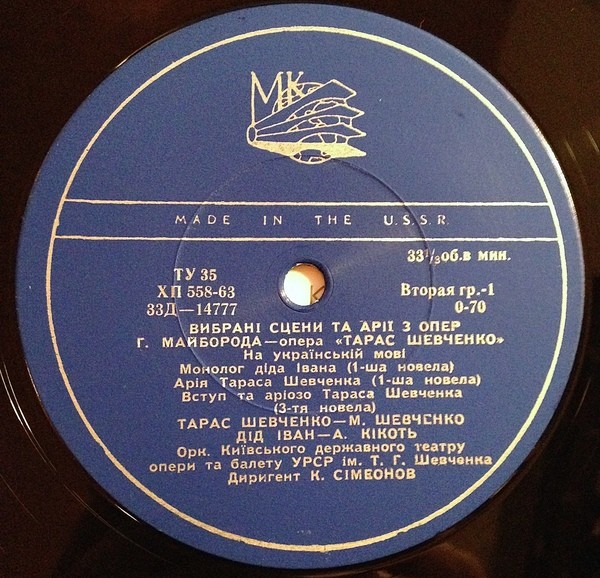 МК
MADE IN THE U.S.S.R.
33⅓об.в мин.
ТУ 35
ХП 558-63
Вторая гр.-1
33Д—14777
0-70
ВИБРАНІ СЦЕНИ ТА АРІЇ З ОПЕР
Г. МАЙБОРОДА—опера «ТАРАС ШЕВЧЕНКО»
На українській мові
Монолог діда Івана (1-ша новела)
Арія Тараса Шевченка (1-ша новела)
Вступ та аріозо Тараса Шевченка
(3-тя новела)
ТАРАС ШЕВЧЕНКО—М. ШЕВЧЕНКО
ДІД ІВАН—А. КІКОТЬ
Орк. Київського державного театру
опери та балету УРСР ім. Т. Г. Шевченка
Диригент К. СІМЕОНОВ